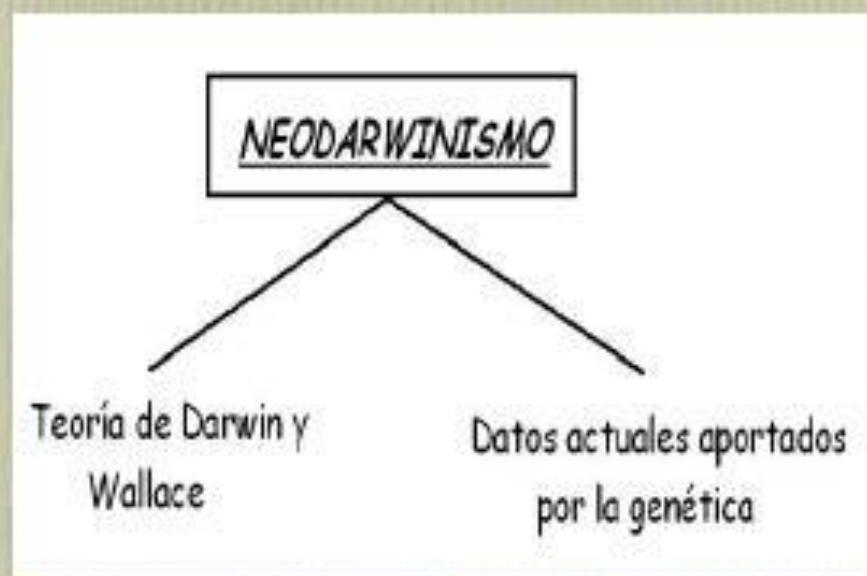 NEODARWINISMO
Teoría de Darwin y
Wallace
Datos actuales aportados
por la genética